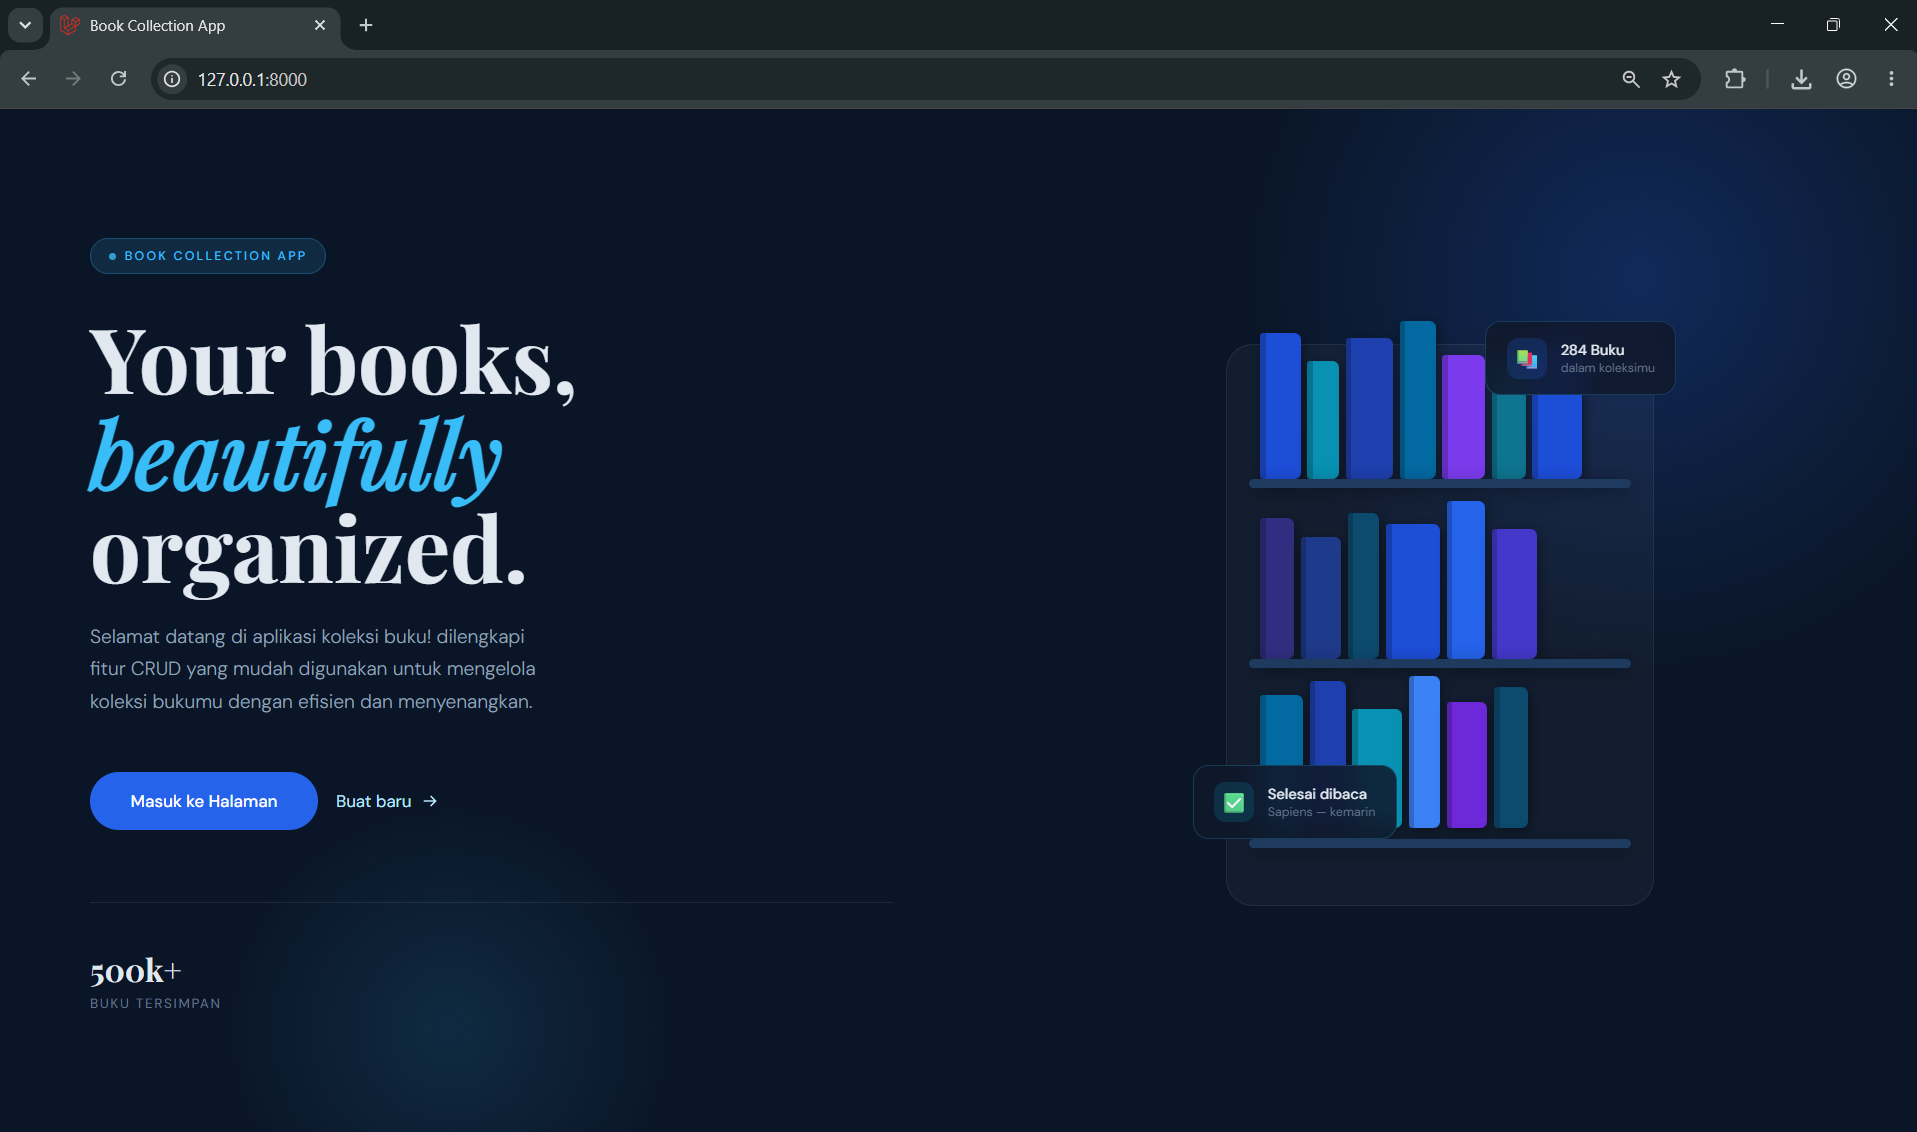 Book Collection App
127.0.0.1:8000
BOOK COLLECTION APP
Your books,
beautifully
organized.
Selamat datang di aplikasi koleksi buku! dilengkapi
fitur CRUD yang mudah digunakan untuk mengelola
koleksi bukumu dengan efisien dan menyenangkan.
Masuk ke Halaman
Buat baru →
500k+
BUKU TERSIMPAN
284 Buku
dalam koleksimu
Selesai dibaca
Sapiens — kemarin